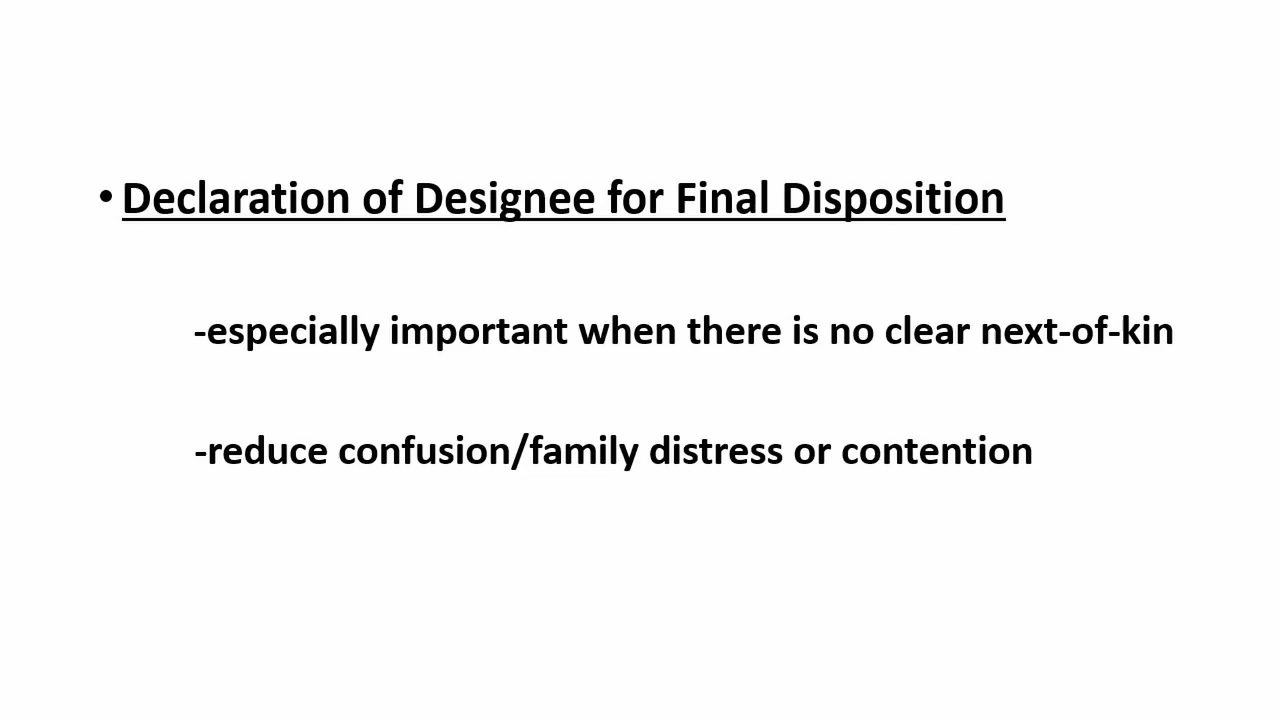 • Declaration of Designee for Final Disposition
-especially important when there is no clear next-of-kin
-reduce confusion/family distress or contention